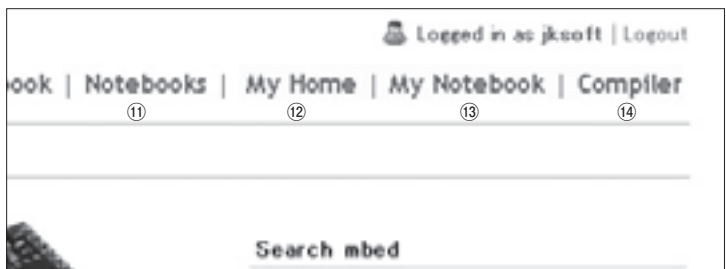 Logged in as jksoft | Logout
ook | Notebooks | My Home | My Notebook | Compiler
⑪ ⑫ ⑬ ⑭
Search mbed